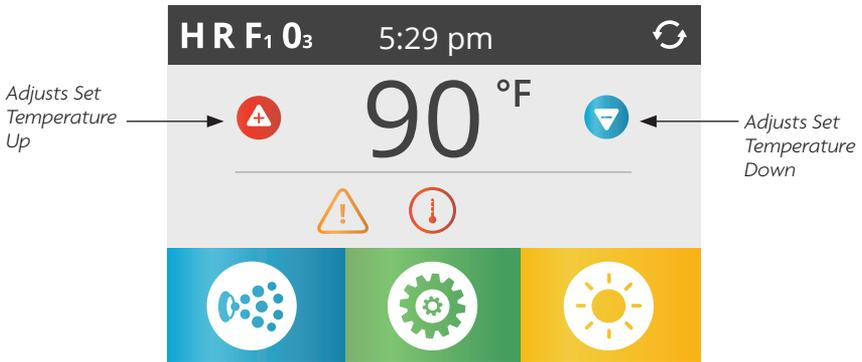 H R F1 03 5:29 pm
Adjusts Set
Temperature
Up
90 °F
Adjusts Set
Temperature
Down